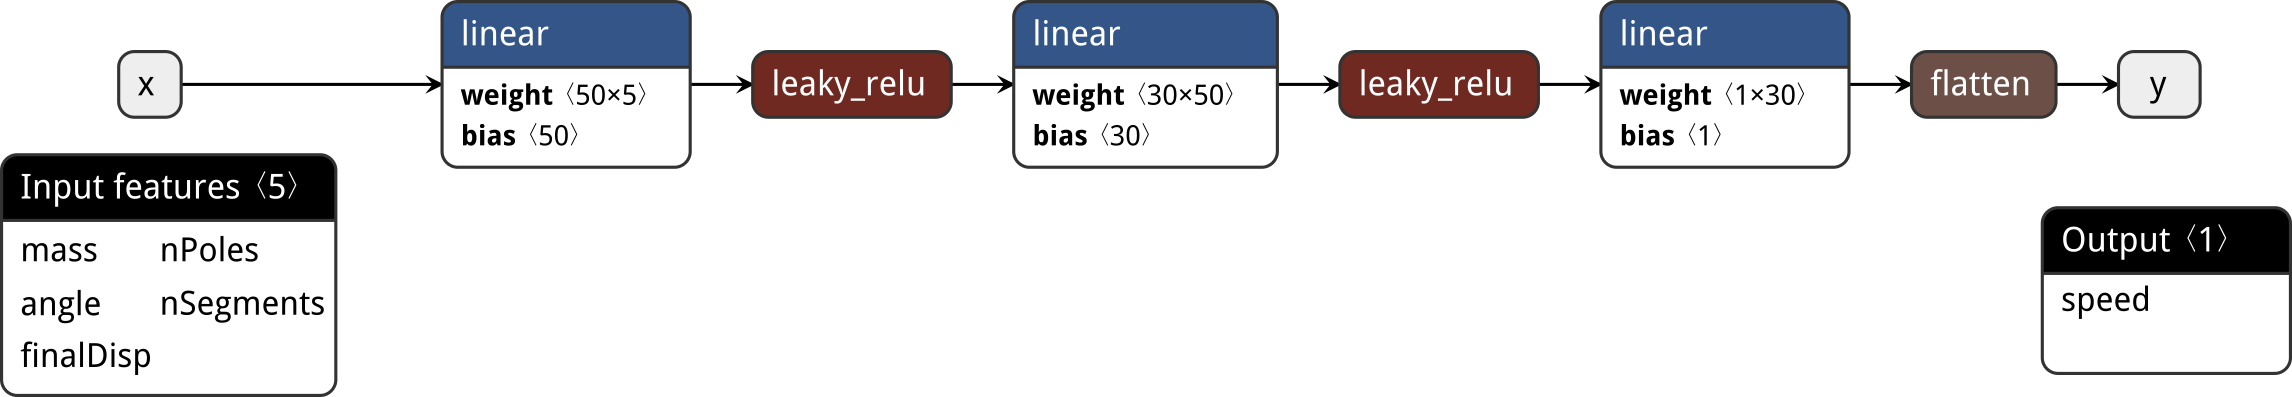 x
linear
weight〈50×5〉
bias〈50〉
leaky_relu
linear
weight〈30×50〉
bias〈30〉
leaky_relu
linear
weight〈1×30〉
bias〈1〉
flatten
y
Input features〈5〉
mass nPoles
angle nSegments
finalDisp
Output〈1〉
speed